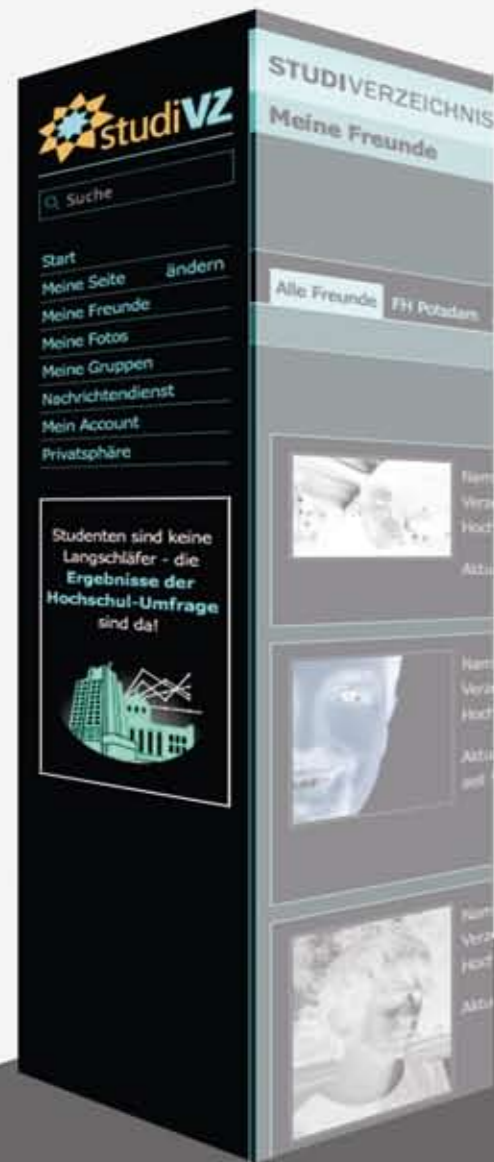 studiVZ
Suche
Start
Meine Seite ändern
Meine Freunde
Meine Fotos
Meine Gruppen
Nachrichtendienst
Mein Account
Privatsphäre
Studenten sind keine
Langschläfer - die
Ergebnisse der
Hochschul-Umfrage
sind da!
STUDIVERZEICHNIS
Meine Freunde
Alle Freunde
FH Potsdam